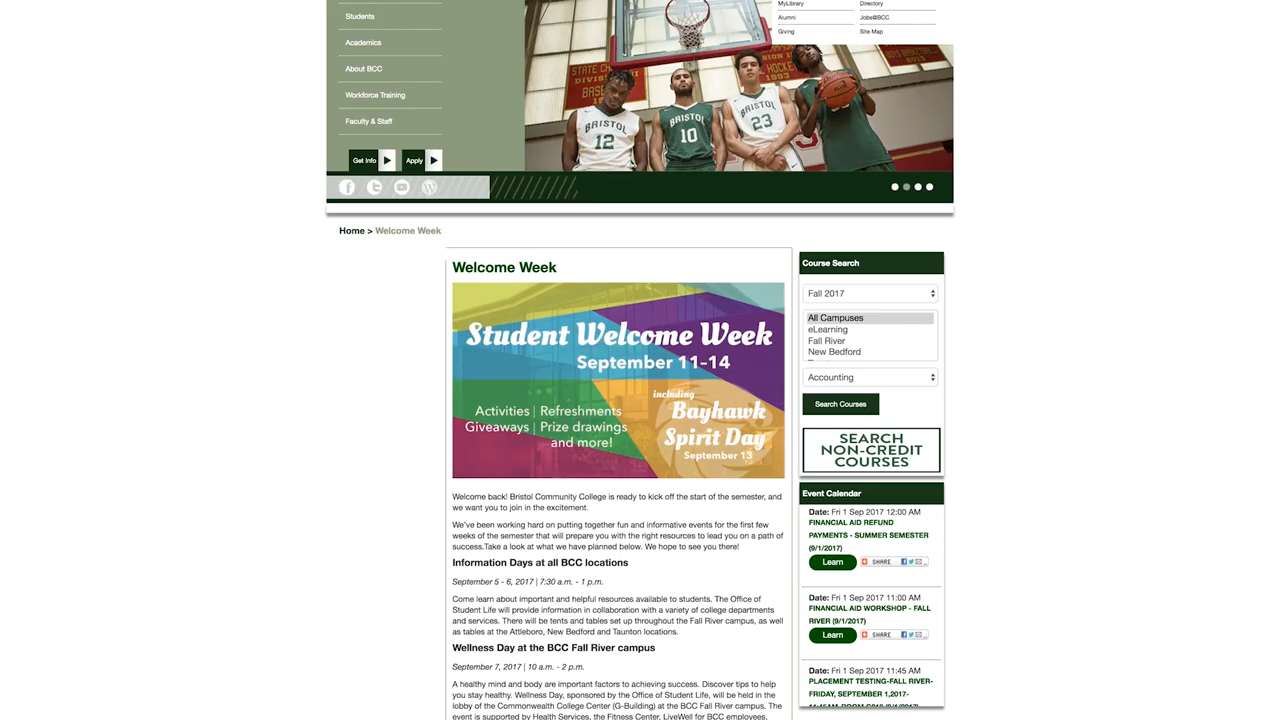 MyLibrary
Directory
Students
Alumni
Jobs@BCC
Giving
Site Map
Academics
About BCC
Workforce Training
Faculty & Staff
Get Info
Apply
STATE CH
DIVISI
BASE
HOCKEY
1993
BRISTOL
12
BRISTOL
10
BRISTOL
23
Home > Welcome Week
Welcome Week
Student Welcome Week
September 11-14
Activities | Refreshments
Giveaways | Prize drawings
and more!
including
Bayhawk
Spirit Day
September 13
Welcome back! Bristol Community College is ready to kick off the start of the semester, and
we want you to join in the excitement.
We've been working hard on putting together fun and informative events for the first few
weeks of the semester that will prepare you with the right resources to lead you on a path of
success.Take a look at what we have planned below. We hope to see you there!
Information Days at all BCC locations
September 5 - 6, 2017 | 7:30 a.m. - 1 p.m.
Come learn about important and helpful resources available to students. The Office of
Student Life will provide information in collaboration with a variety of college departments
and services. There will be tents and tables set up throughout the Fall River campus, as well
as tables at the Attleboro, New Bedford and Taunton locations.
Wellness Day at the BCC Fall River campus
September 7, 2017 | 10 a.m. - 2 p.m.
A healthy mind and body are important factors to achieving success. Discover tips to help
you stay healthy. Wellness Day, sponsored by the Office of Student Life, will be held in the
lobby of the Commonwealth College Center (G-Building) at the BCC Fall River campus. The
event is supported by Health Services, the Fitness Center, LiveWell for BCC employees,
Course Search
Fall 2017
All Campuses
eLearning
Fall River
New Bedford
Accounting
Search Courses
SEARCH
NON-CREDIT
COURSES
Event Calendar
Date: Fri 1 Sep 2017 12:00 AM
FINANCIAL AID REFUND
PAYMENTS - SUMMER SEMESTER
(9/1/2017)
Learn
SHARE
Date: Fri 1 Sep 2017 11:00 AM
FINANCIAL AID WORKSHOP - FALL
RIVER (9/1/2017)
Learn
SHARE
Date: Fri 1 Sep 2017 11:45 AM
PLACEMENT TESTING-FALL RIVER-
FRIDAY, SEPTEMBER 1,2017-